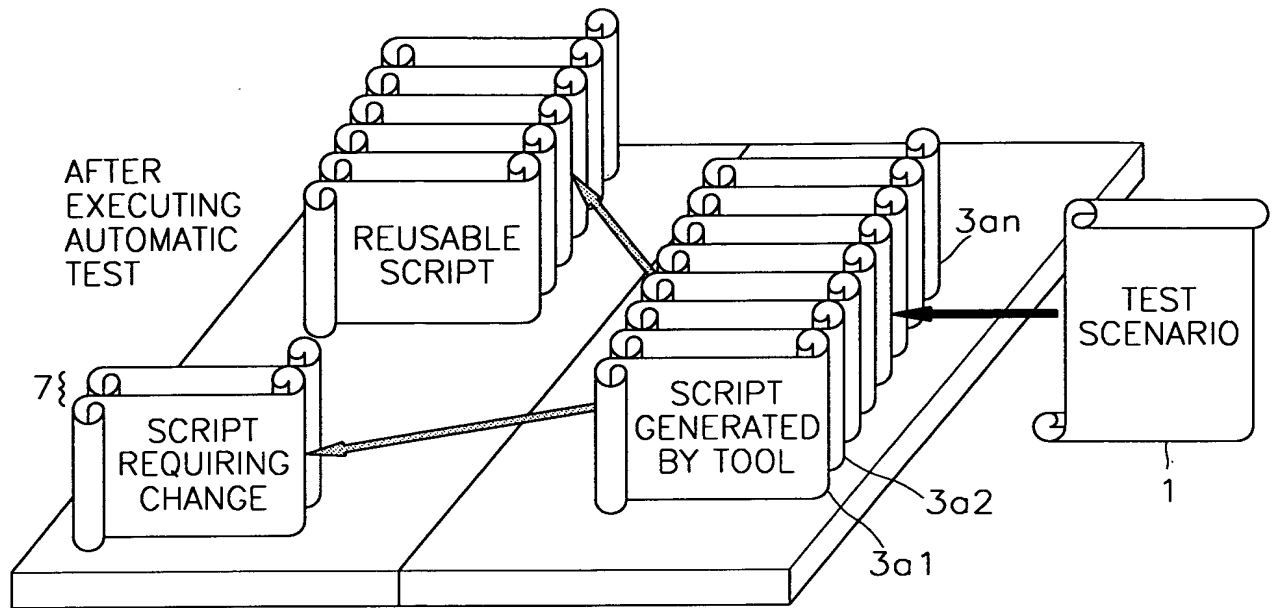 AFTER
EXECUTING
AUTOMATIC
TEST
REUSABLE
SCRIPT
3an
TEST
SCENARIO
7
SCRIPT
REQUIRING
CHANGE
SCRIPT
GENERATED
BY TOOL
1
3a2
3a1